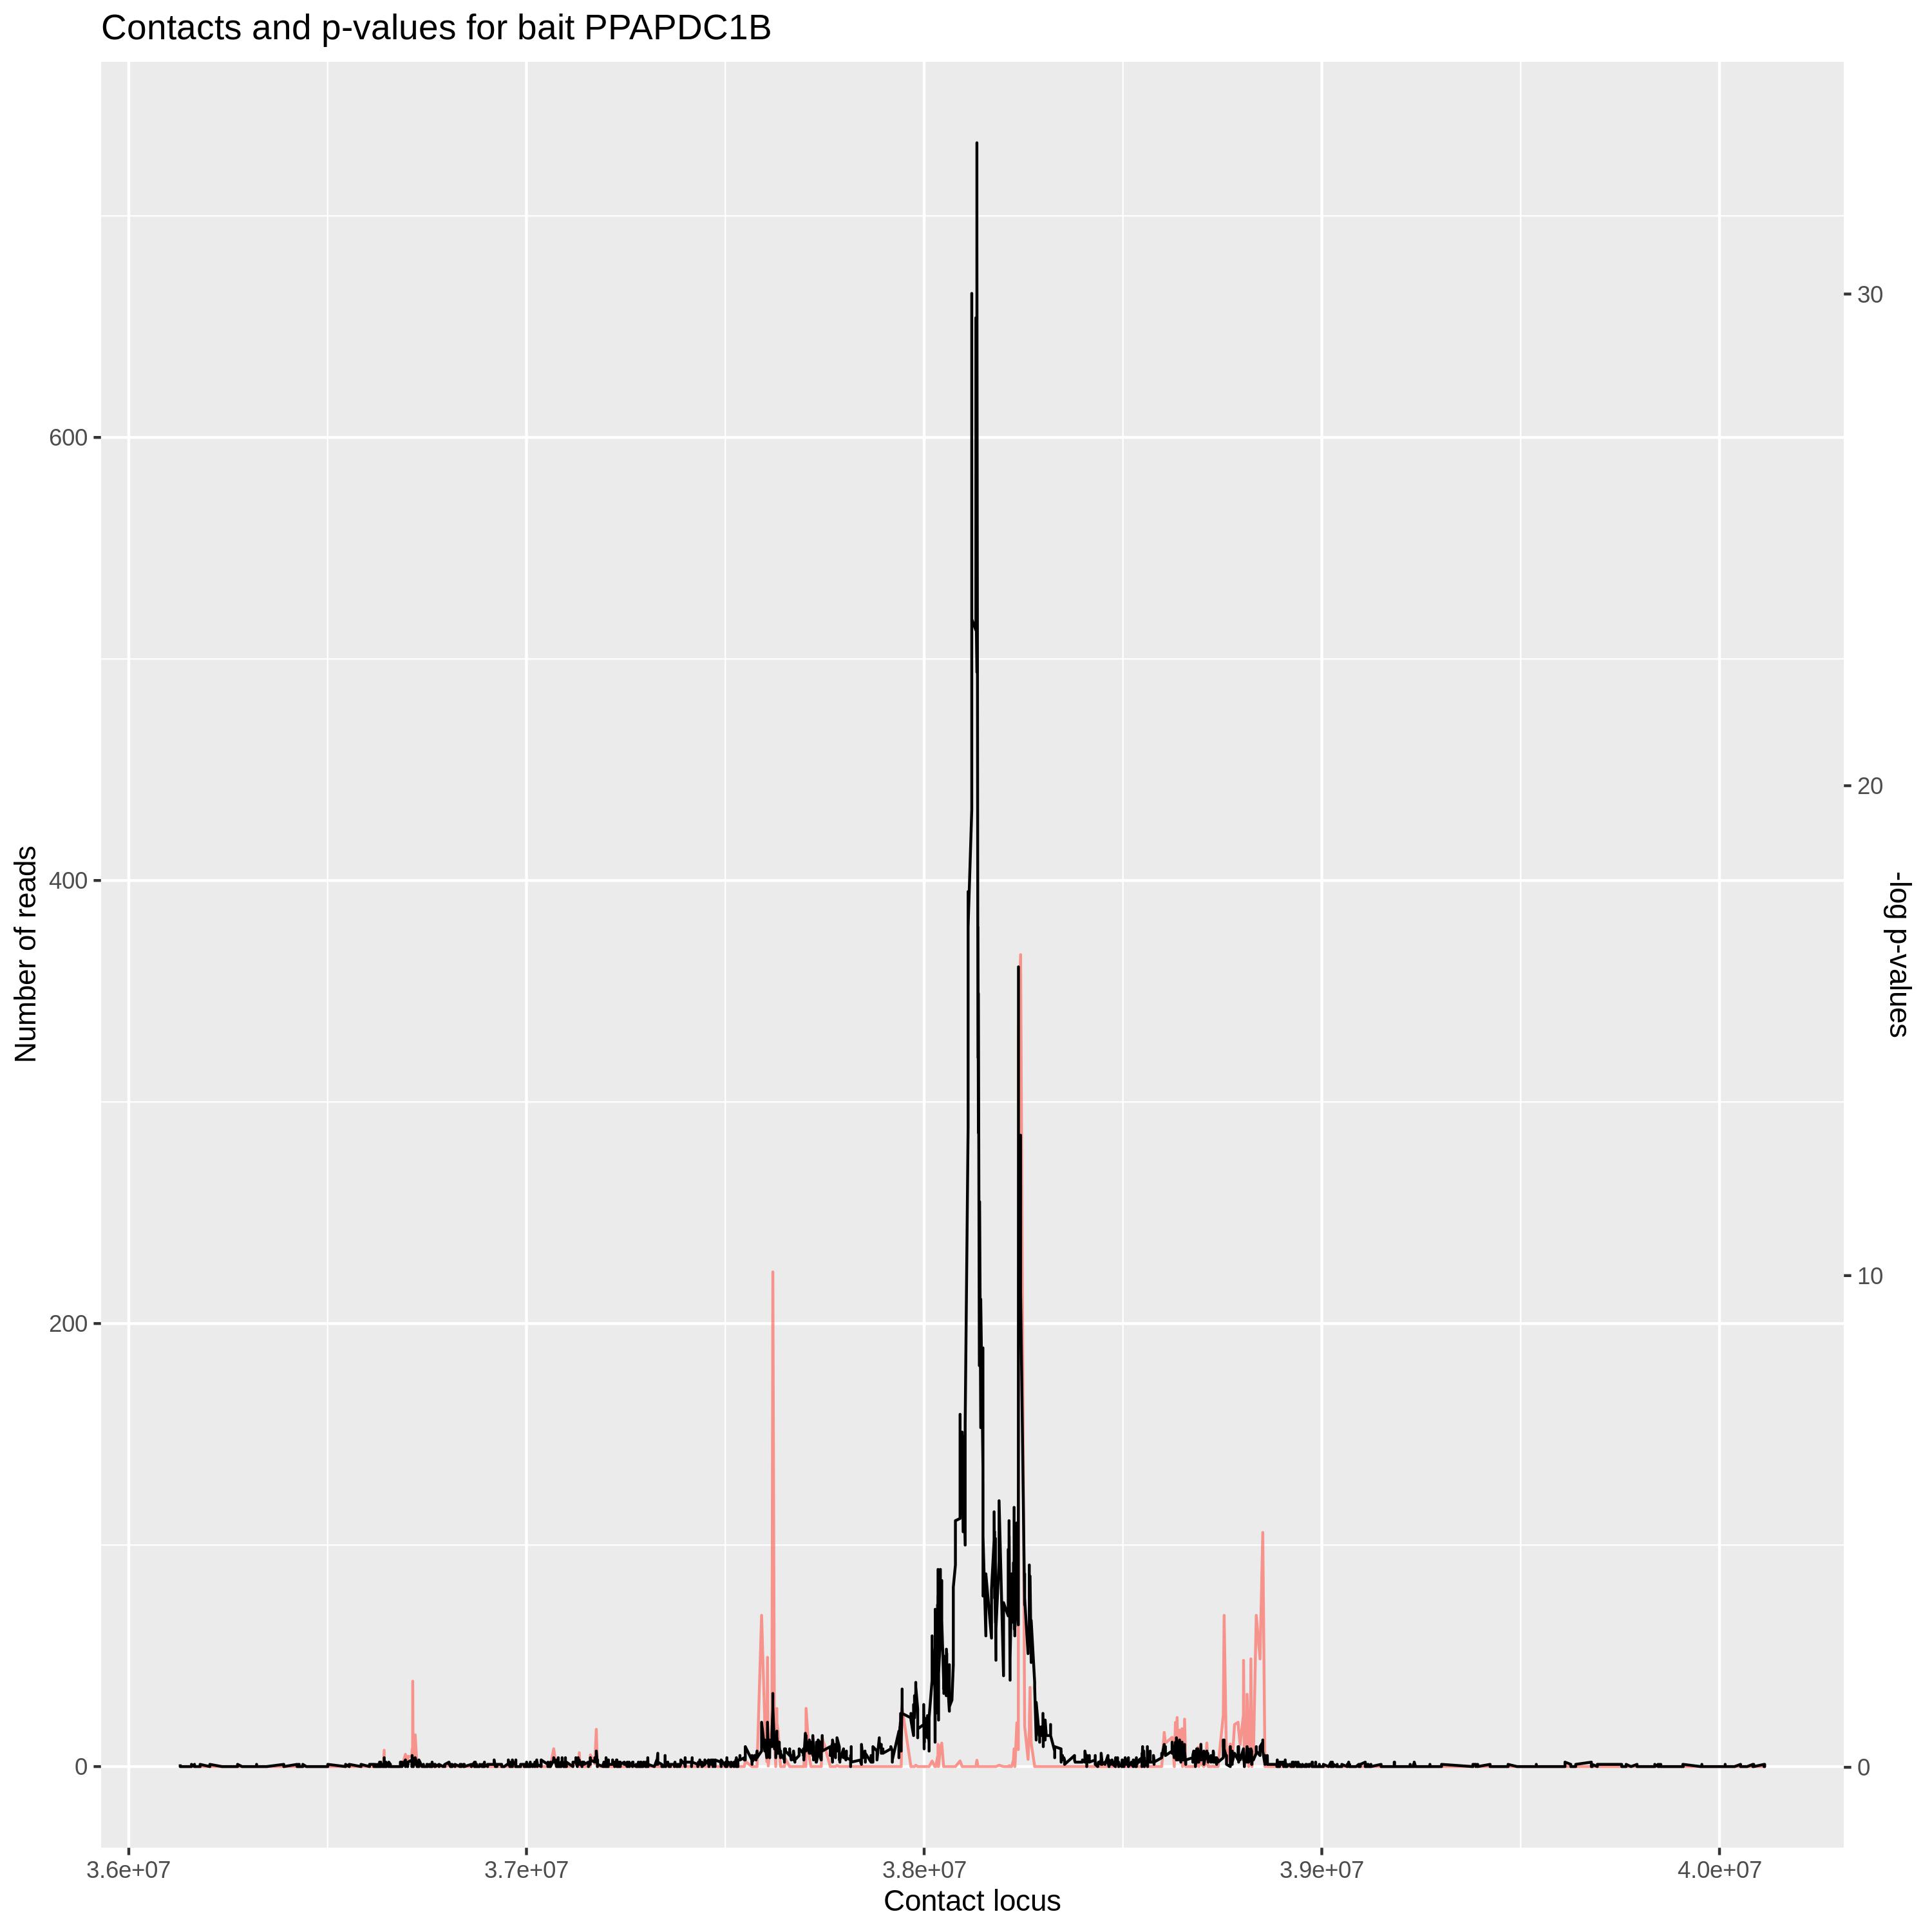 Contacts and p-values for bait PPAPDC1B
Number of reads
600
400
200
0
30
20
10
0
-log p-values
3.6e+07 3.7e+07 3.8e+07 3.9e+07 4.0e+07
Contact locus